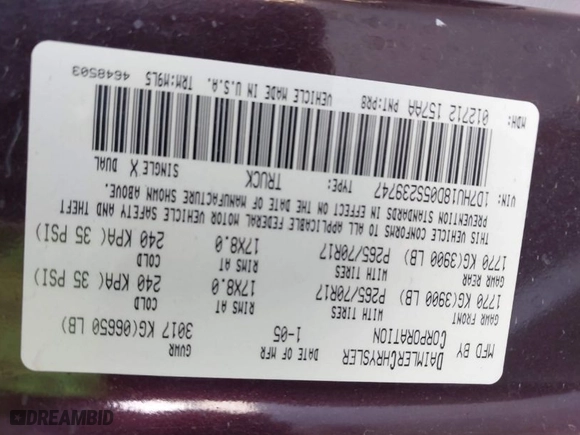 MFD BY DAIMLERCHRYSLER CORPORATION
DATE OF MFR 1-05
GVWR 3017 KG(06650 LB)
GAWR FRONT WITH TIRES RIMS AT COLD
1770 KG(3900 LB) P265/70R17 17X8.0 240 KPA( 35 PSI)
GAWR REAR WITH TIRES RIMS AT COLD
1770 KG(3900 LB) P265/70R17 17X8.0 240 KPA( 35 PSI)
THIS VEHICLE CONFORMS TO ALL APPLICABLE FEDERAL MOTOR VEHICLE SAFETY AND THEFT
PREVENTION STANDARDS IN EFFECT ON THE DATE OF MANUFACTURE SHOWN ABOVE.
VIN: 1D7HU18D05S239747 TYPE: TRUCK SINGLE X DUAL
MDH: 012712 157AA PNT:PRB VEHICLE MADE IN U.S.A. TRM:M9L5 4648503
DREAMBID